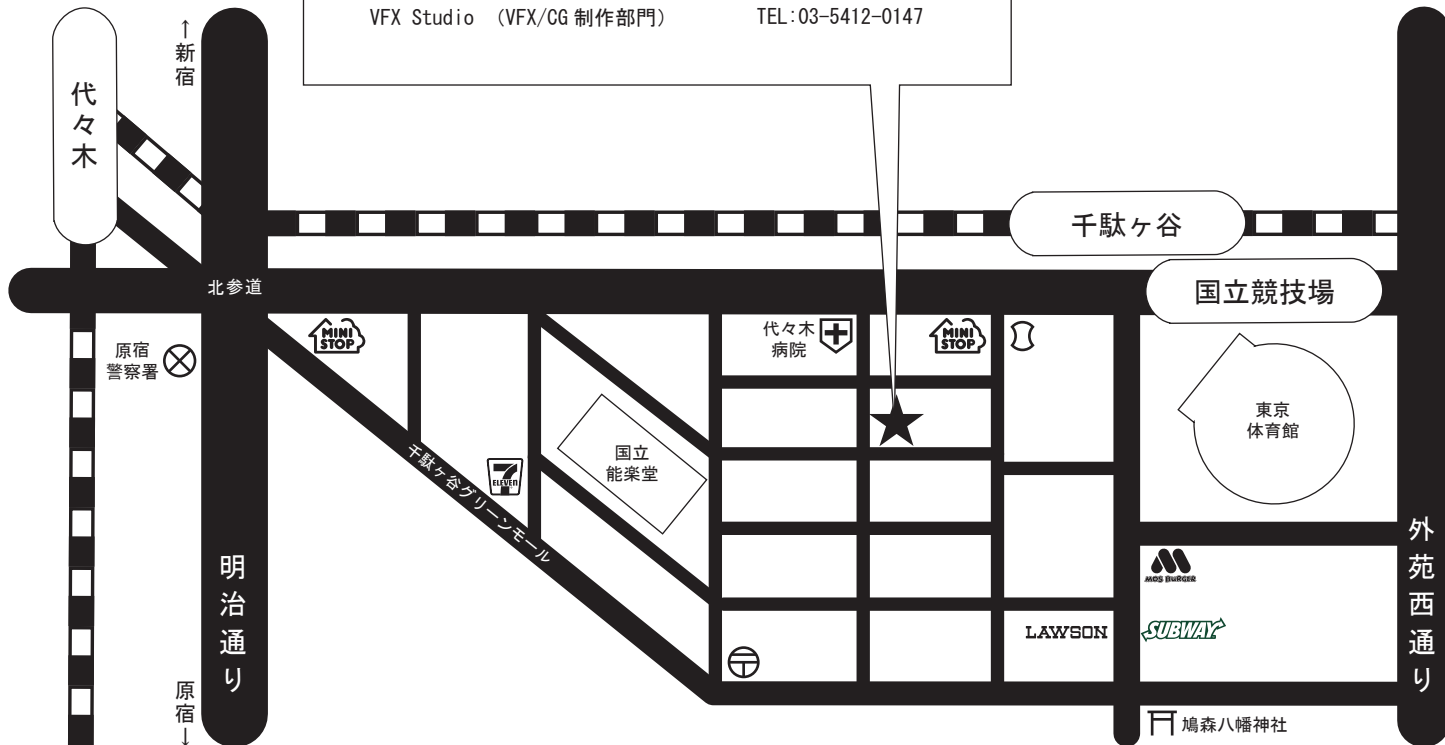 VFX Studio （VFX/CG 制作部門） TEL:03-5412-0147
↑新宿
代々木
千駄ヶ谷
国立競技場
北参道
原宿
警察署
MINI
STOP
代々木
病院
MINI
STOP
東京
体育館
国立
能楽堂
7
ELEVEN
千駄ヶ谷グリーンモール
明治通り
外苑西通り
MOS BURGER
LAWSON
SUBWAY
原宿↓
鳩森八幡神社